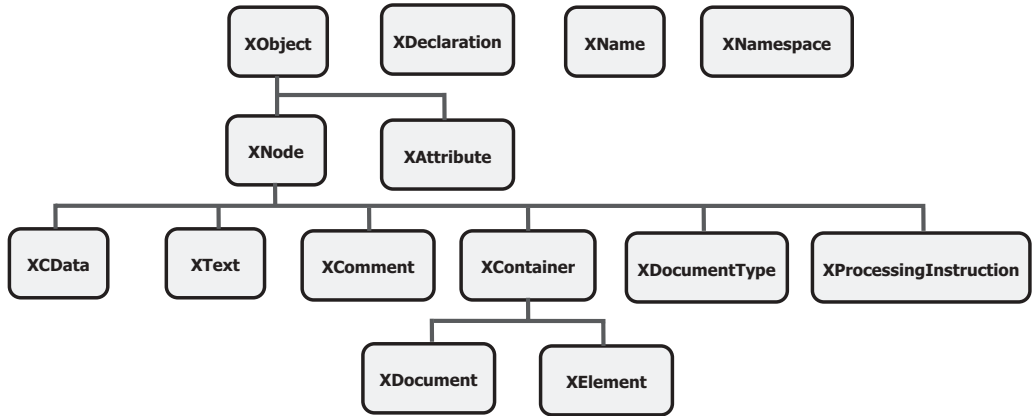 XObject
XDeclaration
XName
XNamespace
XNode
XAttribute
XCData
XText
XComment
XContainer
XDocumentType
XProcessingInstruction
XDocument
XElement